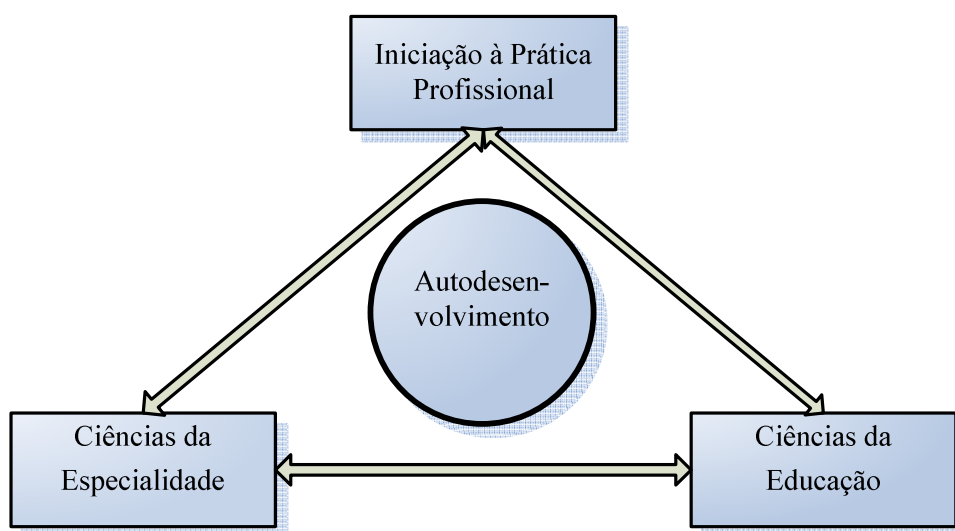 Iniciação à Prática
Profissional
Autodesen-
volvimento
Ciências da
Especialidade
Ciências da
Educação